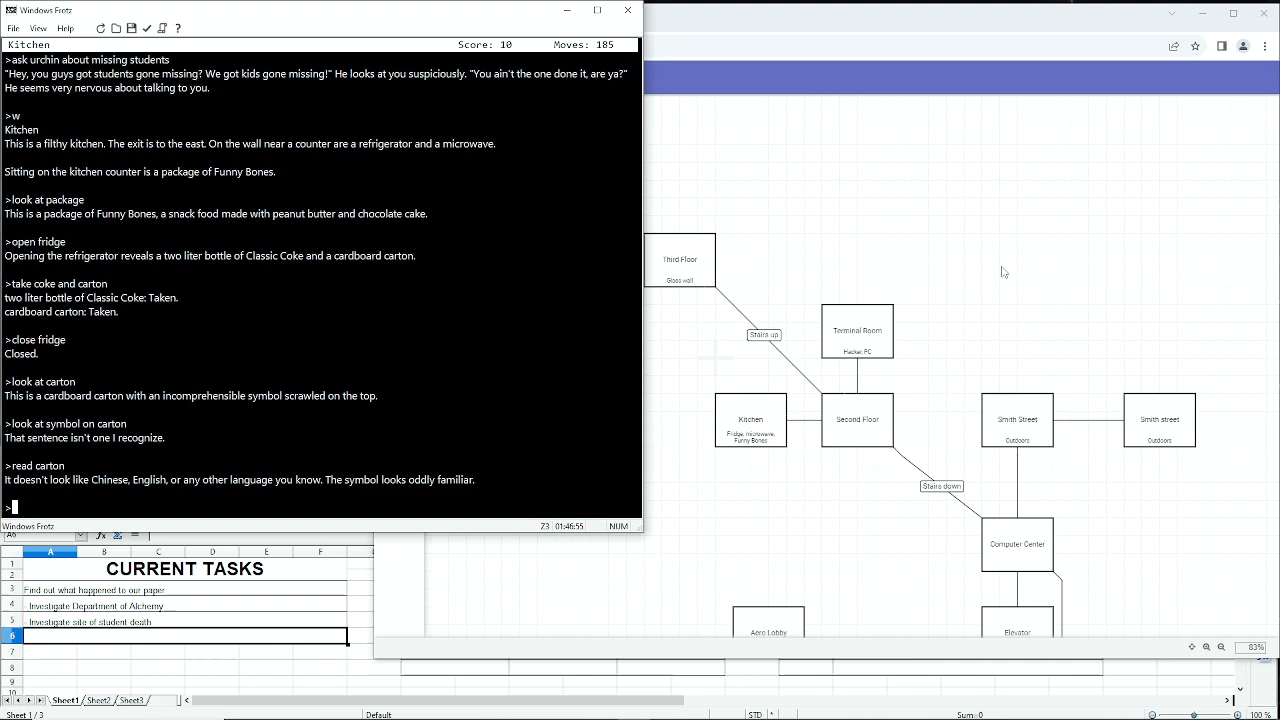 Windows Frotz
File View Help
Kitchen Score: 10 Moves: 185
>ask urchin about missing students
"Hey, you guys got students gone missing? We got kids gone missing!" He looks at you suspiciously. "You ain't the one done it, are ya?"
He seems very nervous about talking to you.
>w
Kitchen
This is a filthy kitchen. The exit is to the east. On the wall near a counter are a refrigerator and a microwave.
Sitting on the kitchen counter is a package of Funny Bones.
>look at package
This is a package of Funny Bones, a snack food made with peanut butter and chocolate cake.
>open fridge
Opening the refrigerator reveals a two liter bottle of Classic Coke and a cardboard carton.
>take coke and carton
two liter bottle of Classic Coke: Taken.
cardboard carton: Taken.
>close fridge
Closed.
>look at carton
This is a cardboard carton with an incomprehensible symbol scrawled on the top.
>look at symbol on carton
That sentence isn't one I recognize.
>read carton
It doesn't look like Chinese, English, or any other language you know. The symbol looks oddly familiar.
>
Windows Frotz Z3 01:46:55 NUM
Third Floor
Glass wall
Stairs up
Terminal Room
Hacker, PC
Kitchen
Fridge, microwave,
Funny Bones
Second Floor
Smith Street
Outdoors
Smith street
Outdoors
Stairs down
Computer Center
Aero Lobby
Elevator
83%
A B C D E F
1 CURRENT TASKS
2
3 Find out what happened to our paper
4 Investigate Department of Alchemy
5 Investigate site of student death
6
7
8
9
10
Sheet1 Sheet2 Sheet3
Sheet 1 / 3 Default STD * Sum=0 100 %